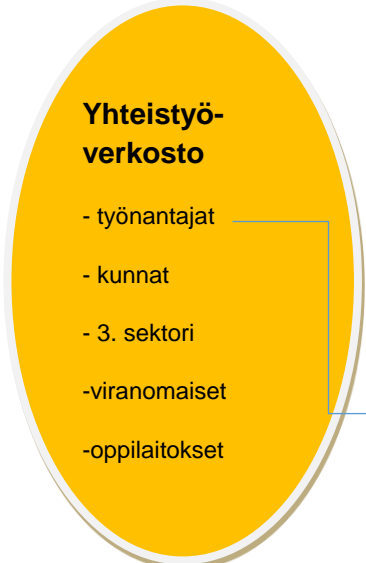 Yhteistyö-
verkosto
- työnantajat
- kunnat
- 3. sektori
-viranomaiset
-oppilaitokset